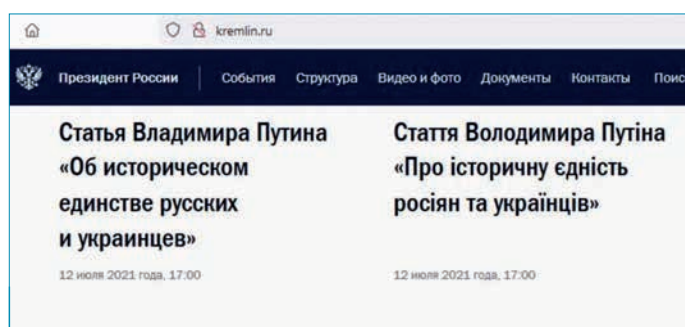 kremlin.ru
Президент России События Структура Видео и фото Документы Контакты Поис
Статья Владимира Путина
«Об историческом
единстве русских
и украинцев»
12 июля 2021 года, 17:00
Стаття Володимира Путіна
«Про історичну єдність
росіян та українців»
12 июля 2021 года, 17:00